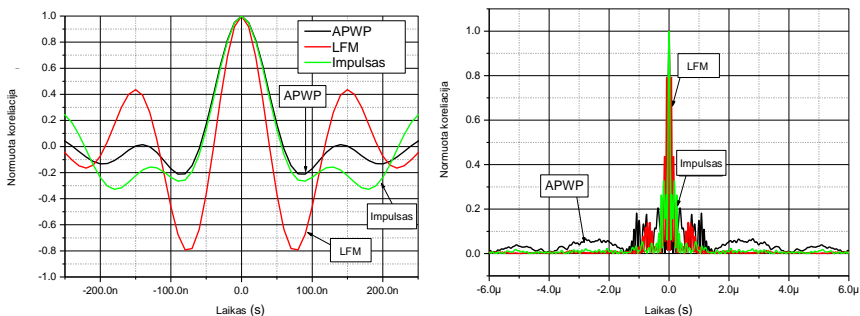 1.0
0.8
0.6
0.4
0.2
0.0
-0.2
-0.4
-0.6
-0.8
-1.0
Normuota koreliacija
APWP
LFM
Impulsas
APWP
Impulsas
LFM
-200.0n
-100.0n
0.0
100.0n
200.0n
Laikas (s)
1.0
0.8
0.6
0.4
0.2
0.0
Normuota koreliacija
LFM
Impulsas
APWP
-6.0µ
-4.0µ
-2.0µ
0.0
2.0µ
4.0µ
6.0µ
Laikas (s)